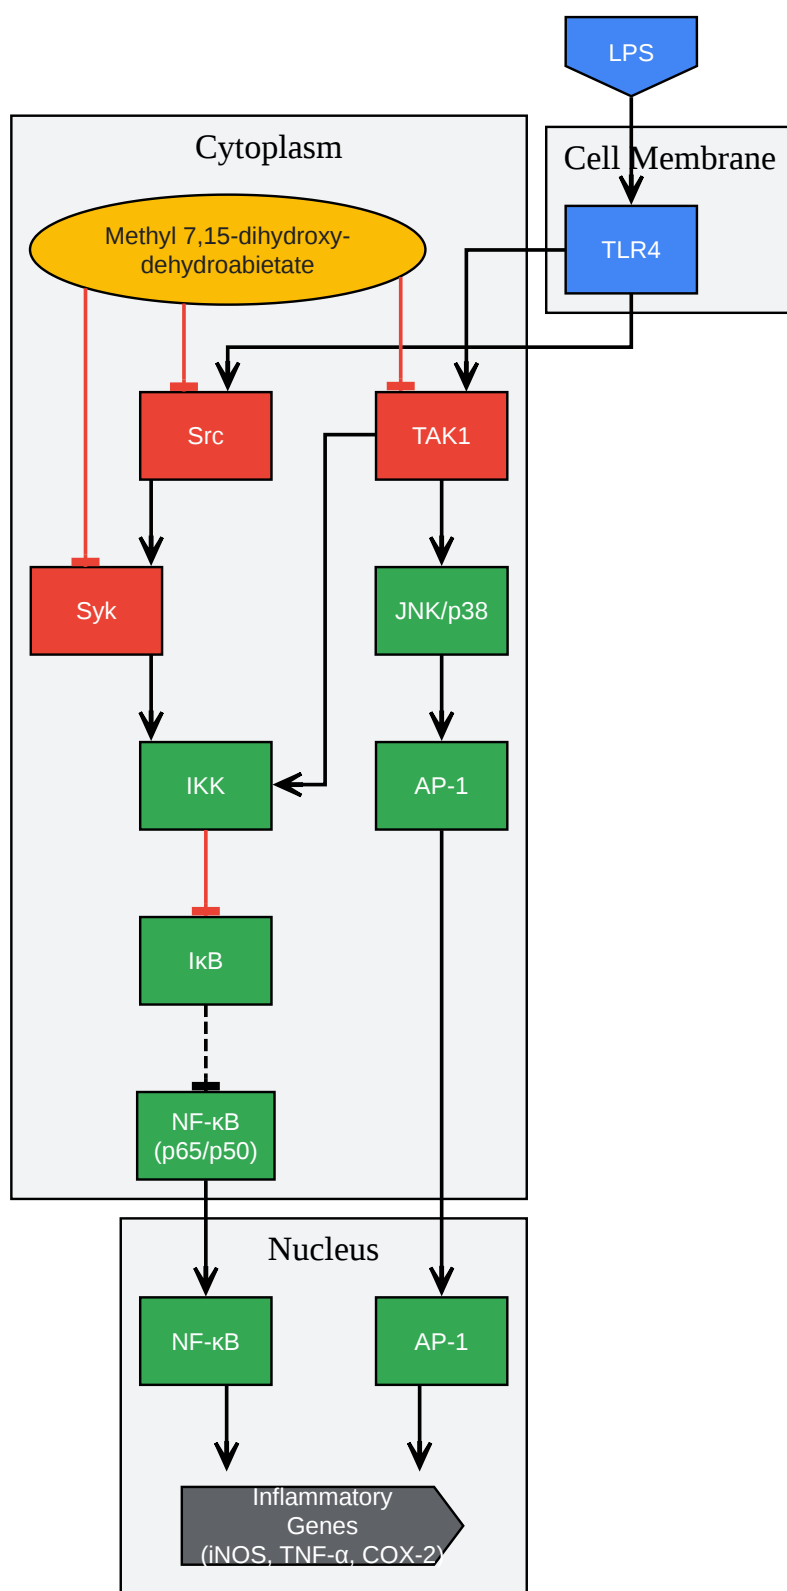 LPS
Cytoplasm
Cell Membrane
Methyl 7,15-dihydroxy-
dehydroabietate
TLR4
Src
TAK1
Syk
JNK/p38
IKK
AP-1
IκB
NF-κB
(p65/p50)
Nucleus
NF-κB
AP-1
Inflammatory
Genes
(iNOS, TNF-α, COX-2)